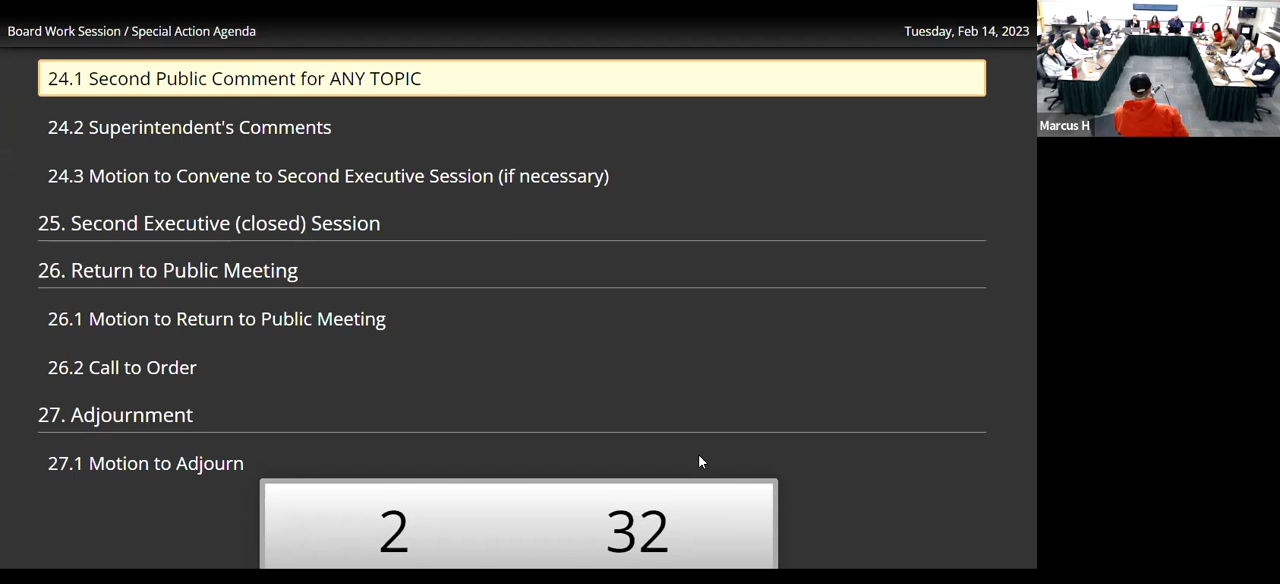 Board Work Session / Special Action Agenda
Tuesday, Feb 14, 2023
24.1 Second Public Comment for ANY TOPIC
24.2 Superintendent's Comments
24.3 Motion to Convene to Second Executive Session (if necessary)
25. Second Executive (closed) Session
26. Return to Public Meeting
26.1 Motion to Return to Public Meeting
26.2 Call to Order
27. Adjournment
27.1 Motion to Adjourn
2 32
Marcus H